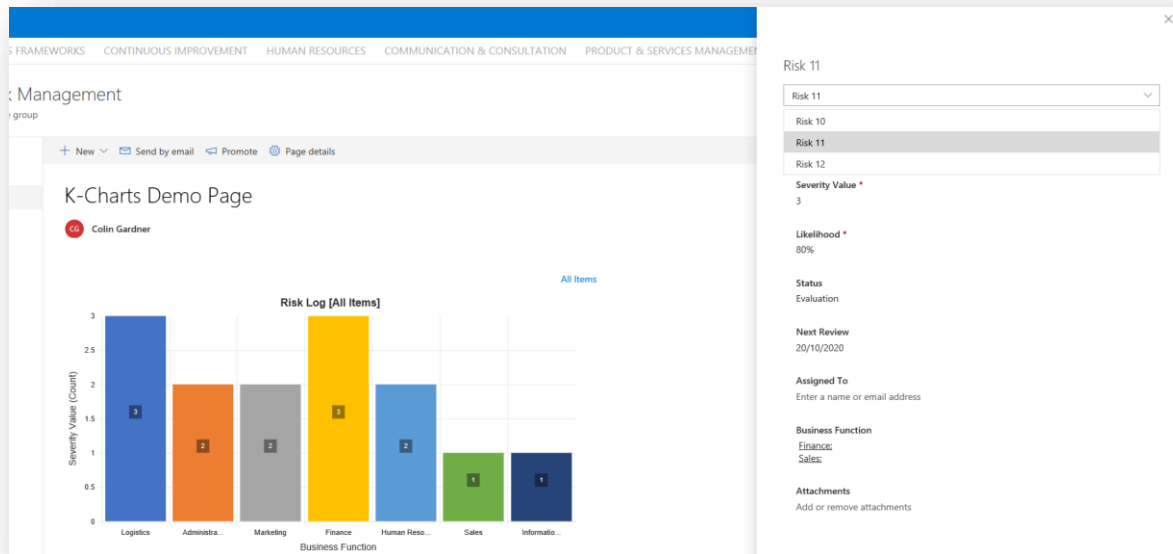 S FRAMEWORKS CONTINUOUS IMPROVEMENT HUMAN RESOURCES COMMUNICATION & CONSULTATION PRODUCT & SERVICES MANAGEMEN
k Management
e group
New Send by email Promote Page details
K-Charts Demo Page
CG Colin Gardner
All Items
Risk Log [All Items]
Severity Value (Count)
3
2.5
2
1.5
1
0.5
0
3
2
2
3
2
1
1
Logistics Administra... Marketing Finance Human Reso... Sales Informatio...
Business Function
Risk 11
Risk 11
Risk 10
Risk 11
Risk 12
Severity Value *
3
Likelihood *
80%
Status
Evaluation
Next Review
20/10/2020
Assigned To
Enter a name or email address
Business Function
Finance;
Sales;
Attachments
Add or remove attachments